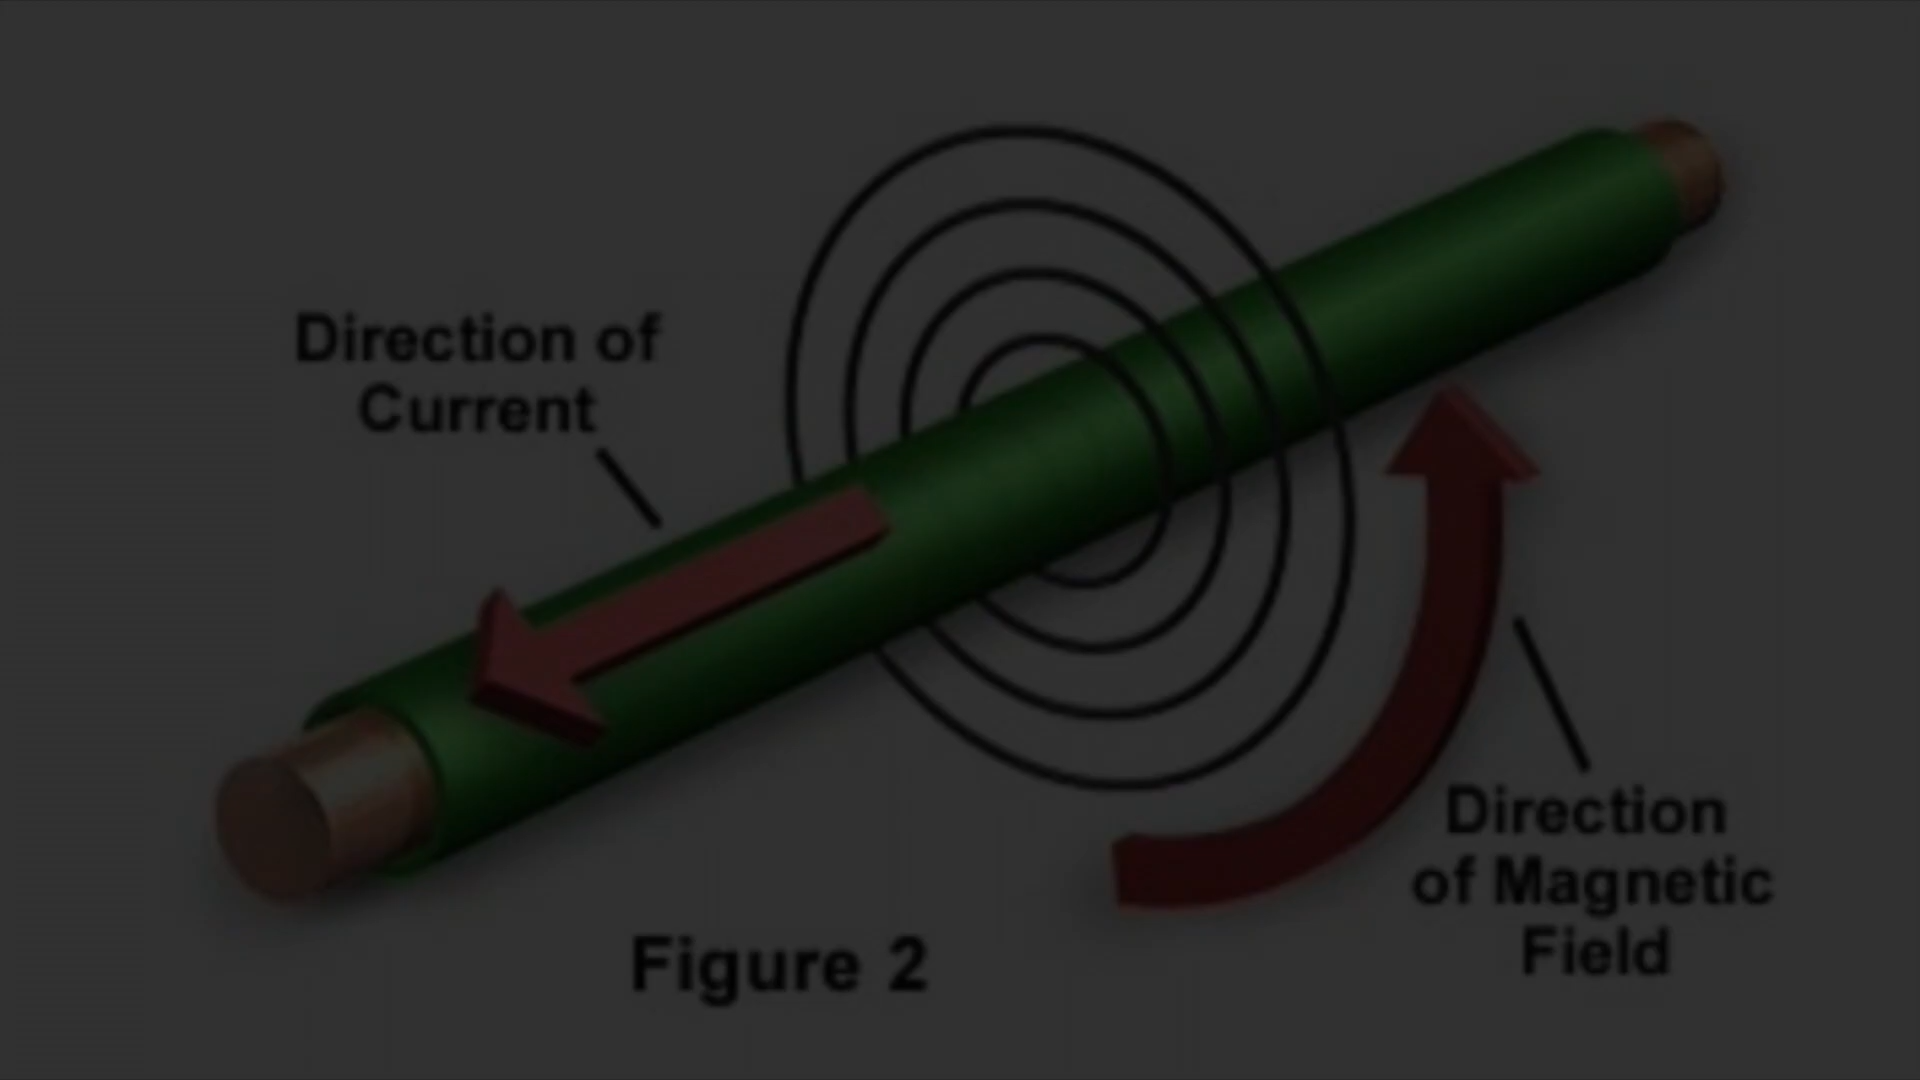 Direction of
Current
Direction
of Magnetic
Field
Figure 2